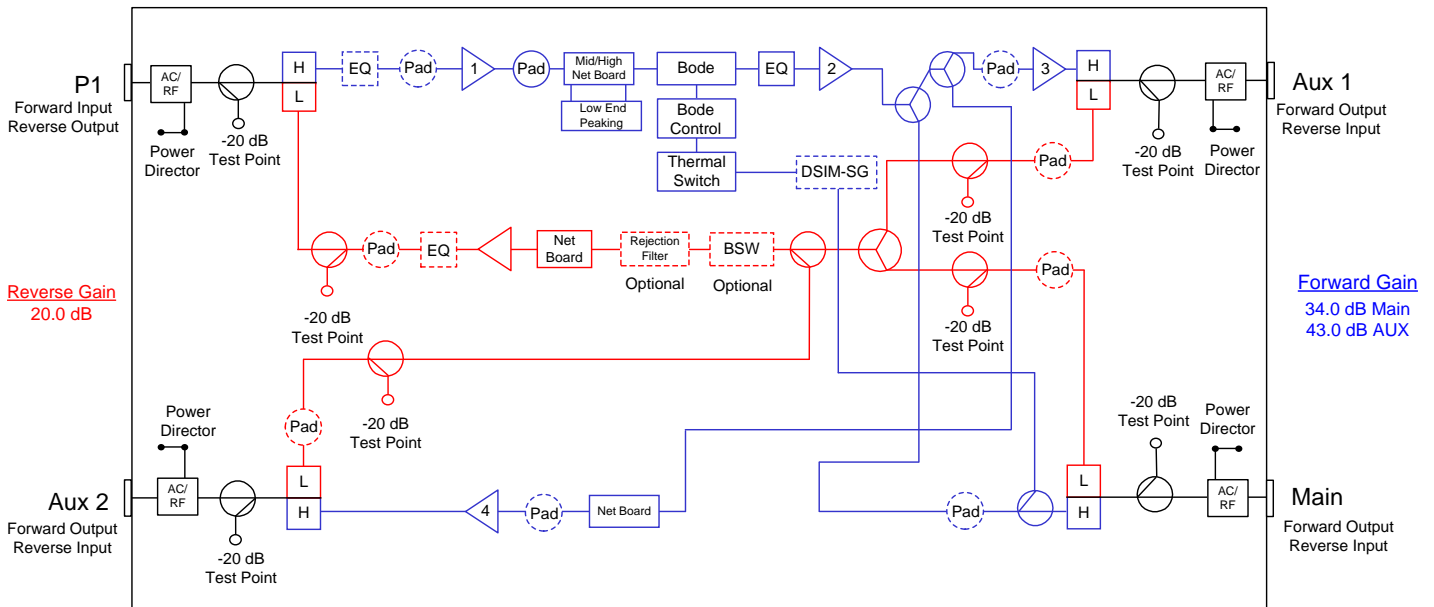 H
EQ
Pad
1
Pad
Mid/High
Net Board
Bode
EQ
2
Pad
3
H
AC/
RF
L
L
AC/
RF
P1
Forward Input
Reverse Output
Low End
Peaking
Bode
Control
Aux 1
Forward Output
Reverse Input
-20 dB
Test Point
Power
Director
Thermal
Switch
DSIM-SG
Pad
-20 dB
Test Point
Power
Director
-20 dB
Test Point
Pad
EQ
Net
Board
Rejection
Filter
Optional
BSW
Optional
Pad
Reverse Gain
20.0 dB
-20 dB
Test Point
-20 dB
Test Point
Forward Gain
34.0 dB Main
43.0 dB AUX
-20 dB
Test Point
Power
Director
Pad
-20 dB
Test Point
Power
Director
AC/
RF
L
H
4
Pad
Net Board
Pad
L
H
AC/
RF
Aux 2
Forward Output
Reverse Input
-20 dB
Test Point
Main
Forward Output
Reverse Input